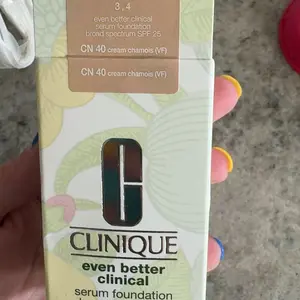 3 , 4
even better clinical
serum foundation
broad spectrum SPF 25
CN 40 cream chamois (VF)
CN 40 cream chamois (VF)
C
CLINIQUE
even better
clinical
serum foundation